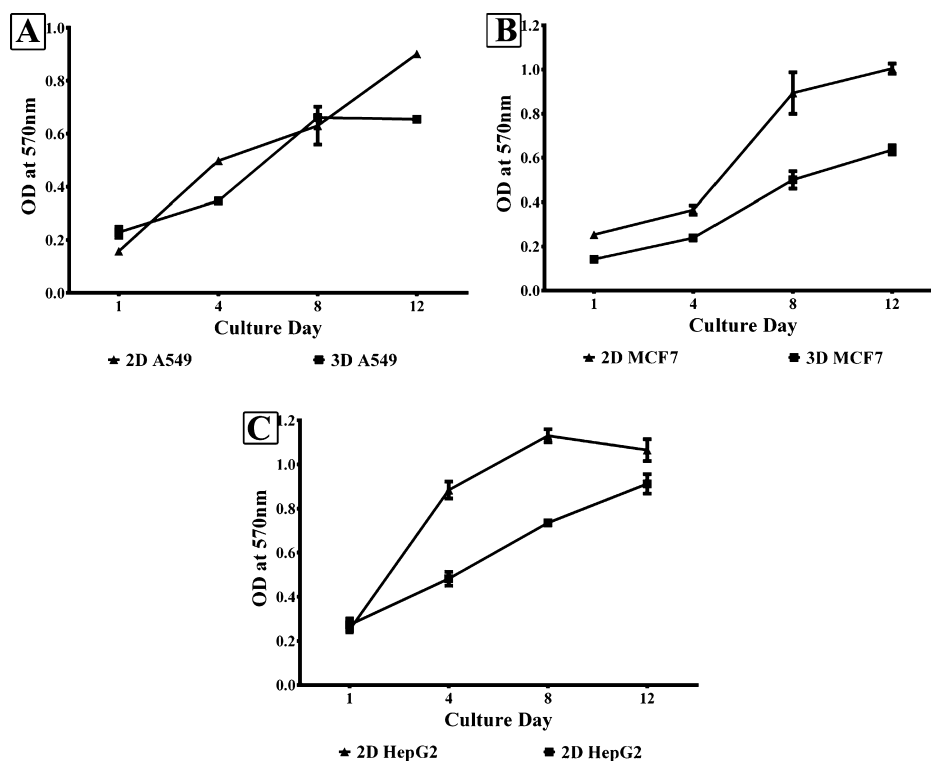 A
1.0
0.8
0.6
0.4
0.2
0.0
OD at 570nm
1 4 8 12
Culture Day
2D A549 3D A549
B
1.2
1.0
0.8
0.6
0.4
0.2
0.0
OD at 570nm
1 4 8 12
Culture Day
2D MCF7 3D MCF7
C
1.2
1.0
0.8
0.6
0.4
0.2
0.0
OD at 570nm
1 4 8 12
Culture Day
2D HepG2 2D HepG2